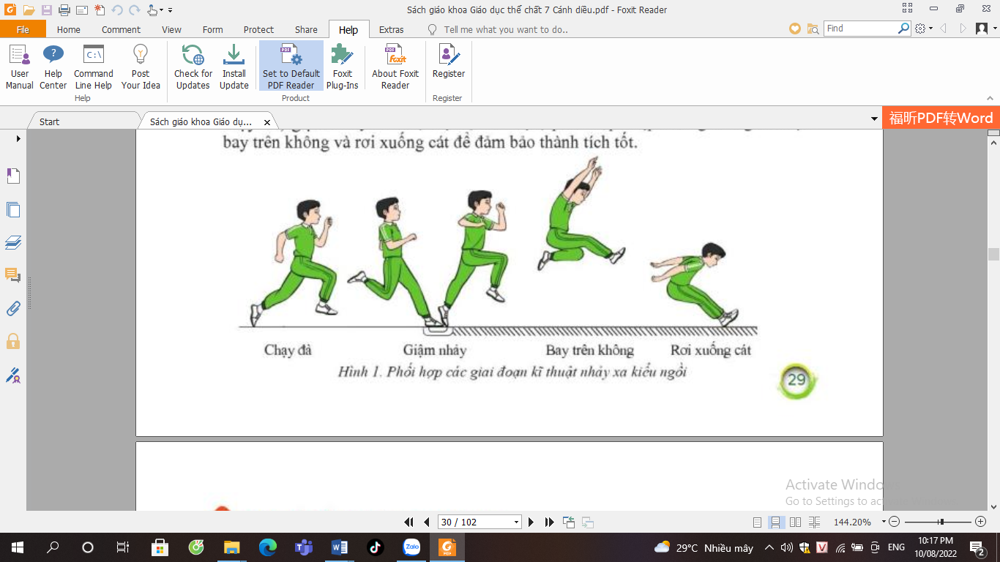 Sách giáo khoa Giáo dục thể chất 7 Cánh diều.pdf - Foxit Reader
File Home Comment View Form Protect Share Help Extras Tell me what you want to do.. Find
User Manual
Help Center
Command Line Help
Post Your Idea
Check for Updates
Install Update
Set to Default PDF Reader
Foxit Plug-Ins
About Foxit Reader
Register
Help Product Register
Start Sách giáo khoa Giáo dụ... 福昕PDF转Word
bay trên không và rơi xuống cát để đảm bảo thành tích tốt.
Chạy đà Giậm nhảy Bay trên không Rơi xuống cát
Hình 1. Phối hợp các giai đoạn kĩ thuật nhảy xa kiểu ngồi
29
Activate Windows
Go to Settings to
30 / 102 144.20%
29°C Nhiều mây ENG 10:17 PM
10/08/2022 2